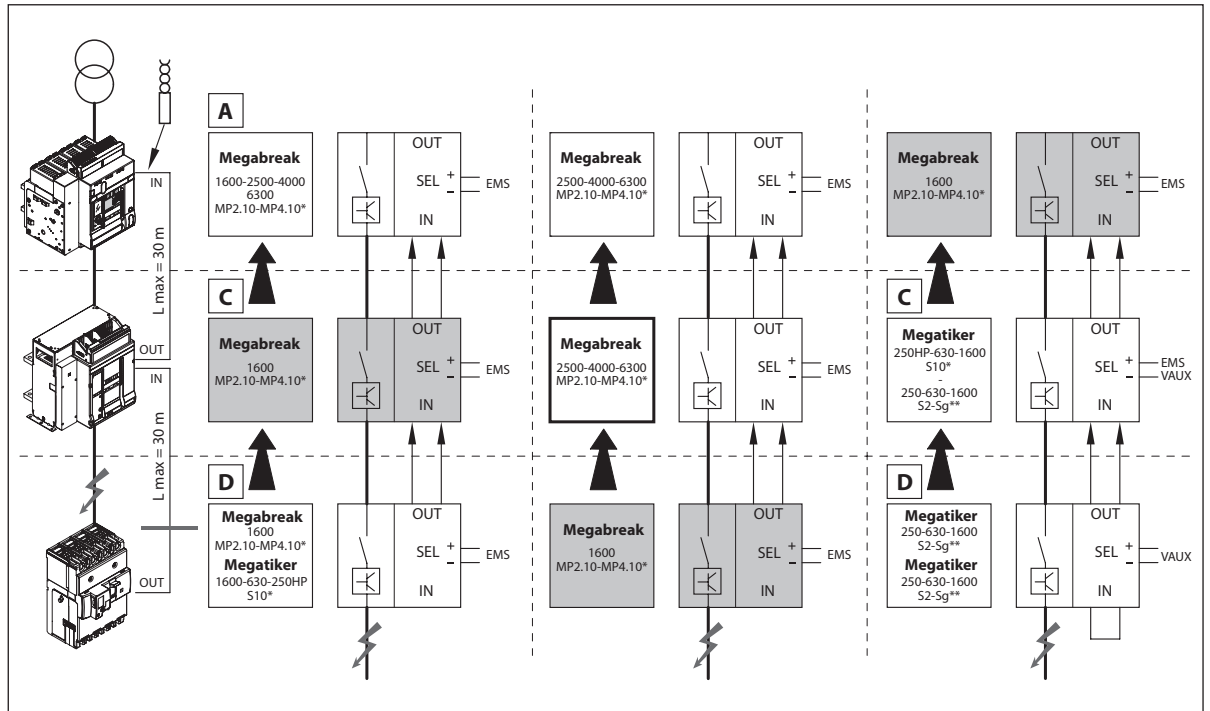 A
IN
L max = 30 m
OUT
IN
L max = 30 m
OUT
Megabreak
1600-2500-4000
6300
MP2.10-MP4.10*
OUT
SEL + −
IN
EMS
Megabreak
2500-4000-6300
MP2.10-MP4.10*
OUT
SEL + −
IN
EMS
Megabreak
1600
MP2.10-MP4.10*
OUT
SEL + −
IN
EMS
C
Megabreak
1600
MP2.10-MP4.10*
OUT
SEL + −
IN
EMS
Megabreak
2500-4000-6300
MP2.10-MP4.10*
OUT
SEL + −
IN
EMS
C
Megatiker
250HP-630-1600
S10*
-
250-630-1600
S2-Sg**
OUT
SEL + −
IN
EMS
VAUX
D
Megabreak
1600
MP2.10-MP4.10*
Megatiker
1600-630-250HP
S10*
OUT
SEL + −
IN
EMS
Megabreak
1600
MP2.10-MP4.10*
OUT
SEL + −
IN
EMS
D
Megatiker
250-630-1600
S2-Sg**
Megatiker
250-630-1600
S2-Sg**
OUT
SEL + −
IN
VAUX